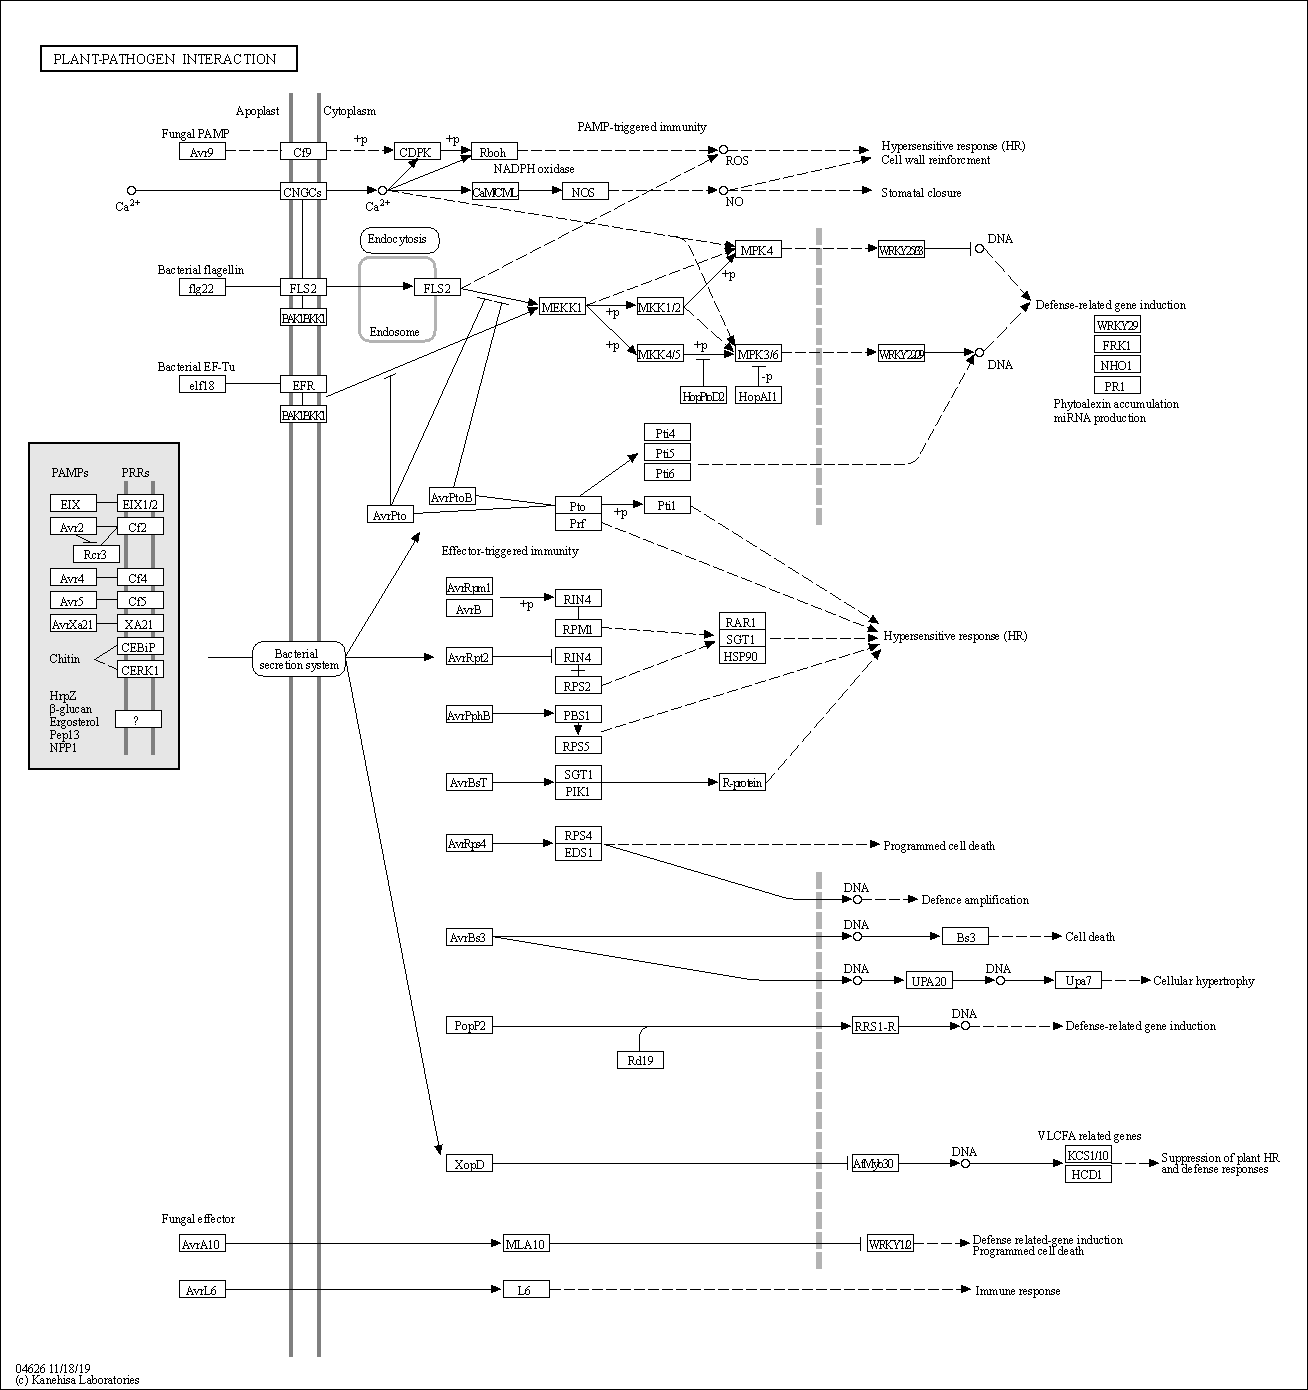 PLANT-PATHOGEN INTERACTION
Apoplast
Cytoplasm
Fungal PAMP
PAMP-triggered immunity
Avr9
Cf9
+p
CDPK
+p
Rboh
ROS
Hypersensitive response (HR)
Cell wall reinforcment
NADPH oxidase
Ca2+
CNGCs
Ca2+
CaMCML
NOS
NO
Stomatal closure
Endocytosis
MPK4
WRKY25/33
DNA
Bacterial flagellin
flg22
FLS2
FLS2
BAK1BKK1
Endosome
MEKK1
+p
MKK1/2
+p
Defense-related gene induction
WRKY29
FRK1
NHO1
PR1
Phytoalexin accumulation
miRNA production
+p
MKK4/5
+p
MPK3/6
WRKY22/29
DNA
-p
HopPtoD2
HopAI1
Bacterial EF-Tu
elf18
EFR
BAK1BKK1
Pti4
Pti5
Pti6
AvrPtoB
AvrPto
Pto
Prf
+p
Pti1
PAMPs
PRRs
EIX
EIX1/2
Avr2
Cf2
Rcr3
Avr4
Cf4
Avr5
Cf5
AvrXa21
XA21
Chitin
CEBiP
CERK1
HrpZ
β-glucan
Ergosterol
Pep13
NPP1
?
Effector-triggered immunity
AvrRpm1
AvrB
+p
RIN4
RPM1
RAR1
SGT1
HSP90
Hypersensitive response (HR)
Bacterial
secretion system
AvrRpt2
RIN4
RPS2
AvrPphB
PBS1
RPS5
AvrBsT
SGT1
PIK1
R-protein
AvrRps4
RPS4
EDS1
Programmed cell death
DNA
Defence amplification
AvrBs3
DNA
Bs3
Cell death
DNA
UPA20
DNA
Upa7
Cellular hypertrophy
PopP2
Rd19
RRS1-R
DNA
Defense-related gene induction
VLCFA related genes
XopD
AtMyb30
DNA
KCS1/10
HCD1
Suppression of plant HR
and defense responses
Fungal effector
AvrA10
MLA10
WRKY1/2
Defense related-gene induction
Programmed cell death
AvrL6
L6
Immune response
04626 11/18/19
(c) Kanehisa Laboratories